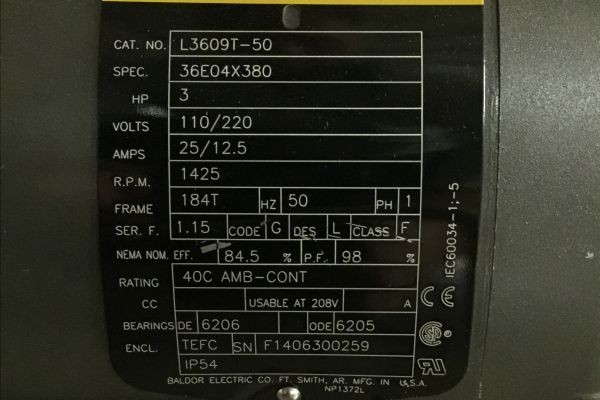 CAT. NO. L3609T-50
SPEC. 36E04X380
HP 3
VOLTS 110/220
AMPS 25/12.5
R.P.M. 1425
FRAME 184T HZ 50 PH 1
SER. F. 1.15 CODE G DES L CLASS F
NEMA NOM. EFF. 84.5 % P.F. 98 %
RATING 40C AMB-CONT
CC USABLE AT 208V A
BEARINGS DE 6206 ODE 6205
ENCL. TEFC SN F1406300259
IP54
BALDOR ELECTRIC CO. FT. SMITH, AR. MFG. IN U.S.A.
NP1372L
IEC60034-1;-5
CE